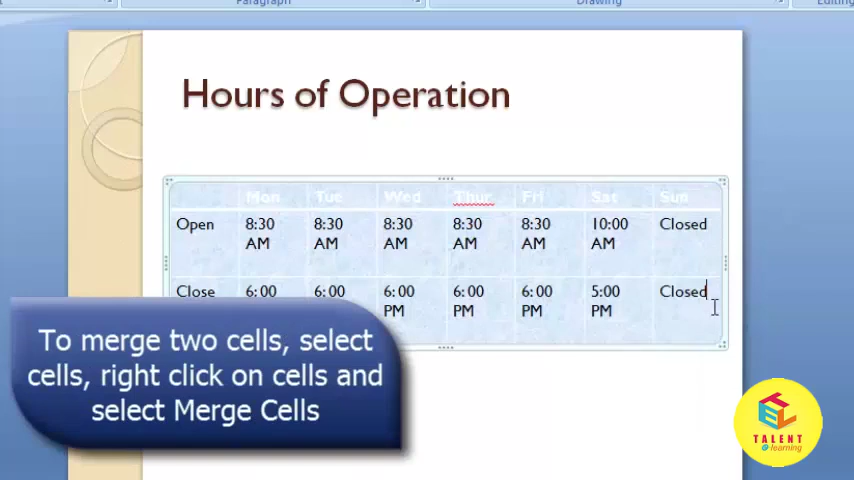 Paragraph Drawing Editing
Hours of Operation
Mon Tue Wed Thur Fri Sat Sun
Open 8:30 8:30 8:30 8:30 8:30 10:00 Closed
AM AM AM AM AM AM
Close 6:00 6:00 6:00 6:00 6:00 5:00 Closed
PM PM PM PM
To merge two cells, select
cells, right click on cells and
select Merge Cells
TEL
TALENT
e learning